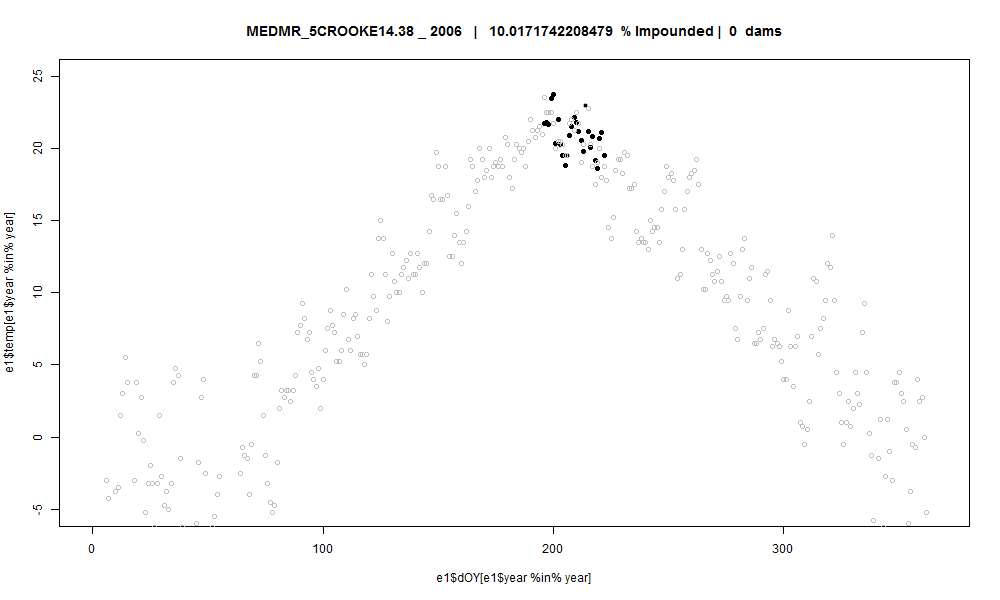 MEDMR_5CROOKE14.38 _ 2006 | 10.0171742208479 % Impounded | 0 dams
25
20
15
10
5
0
-5
e1$temp[e1$year %in% year]
0 100 200 300
e1$dOY[e1$year %in% year]